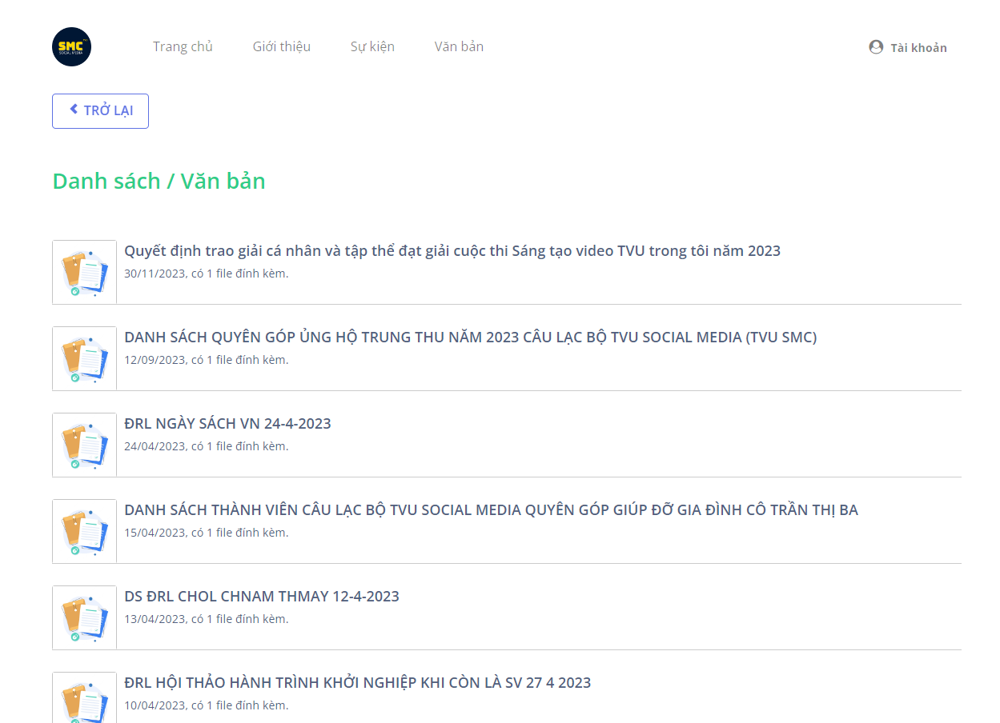 SMC
SOCIAL MEDIA
Trang chủ
Giới thiệu
Sự kiện
Văn bản
Tài khoản
TRỞ LẠI
Danh sách / Văn bản
Quyết định trao giải cá nhân và tập thể đạt giải cuộc thi Sáng tạo video TVU trong tôi năm 2023
30/11/2023, có 1 file đính kèm.
DANH SÁCH QUYÊN GÓP ỦNG HỘ TRUNG THU NĂM 2023 CÂU LẠC BỘ TVU SOCIAL MEDIA (TVU SMC)
12/09/2023, có 1 file đính kèm.
ĐRL NGÀY SÁCH VN 24-4-2023
24/04/2023, có 1 file đính kèm.
DANH SÁCH THÀNH VIÊN CÂU LẠC BỘ TVU SOCIAL MEDIA QUYÊN GÓP GIÚP ĐỠ GIA ĐÌNH CÔ TRẦN THỊ BA
15/04/2023, có 1 file đính kèm.
DS ĐRL CHOL CHNAM THMAY 12-4-2023
13/04/2023, có 1 file đính kèm.
ĐRL HỘI THẢO HÀNH TRÌNH KHỞI NGHIỆP KHI CÒN LÀ SV 27 4 2023
10/04/2023, có 1 file đính kèm.